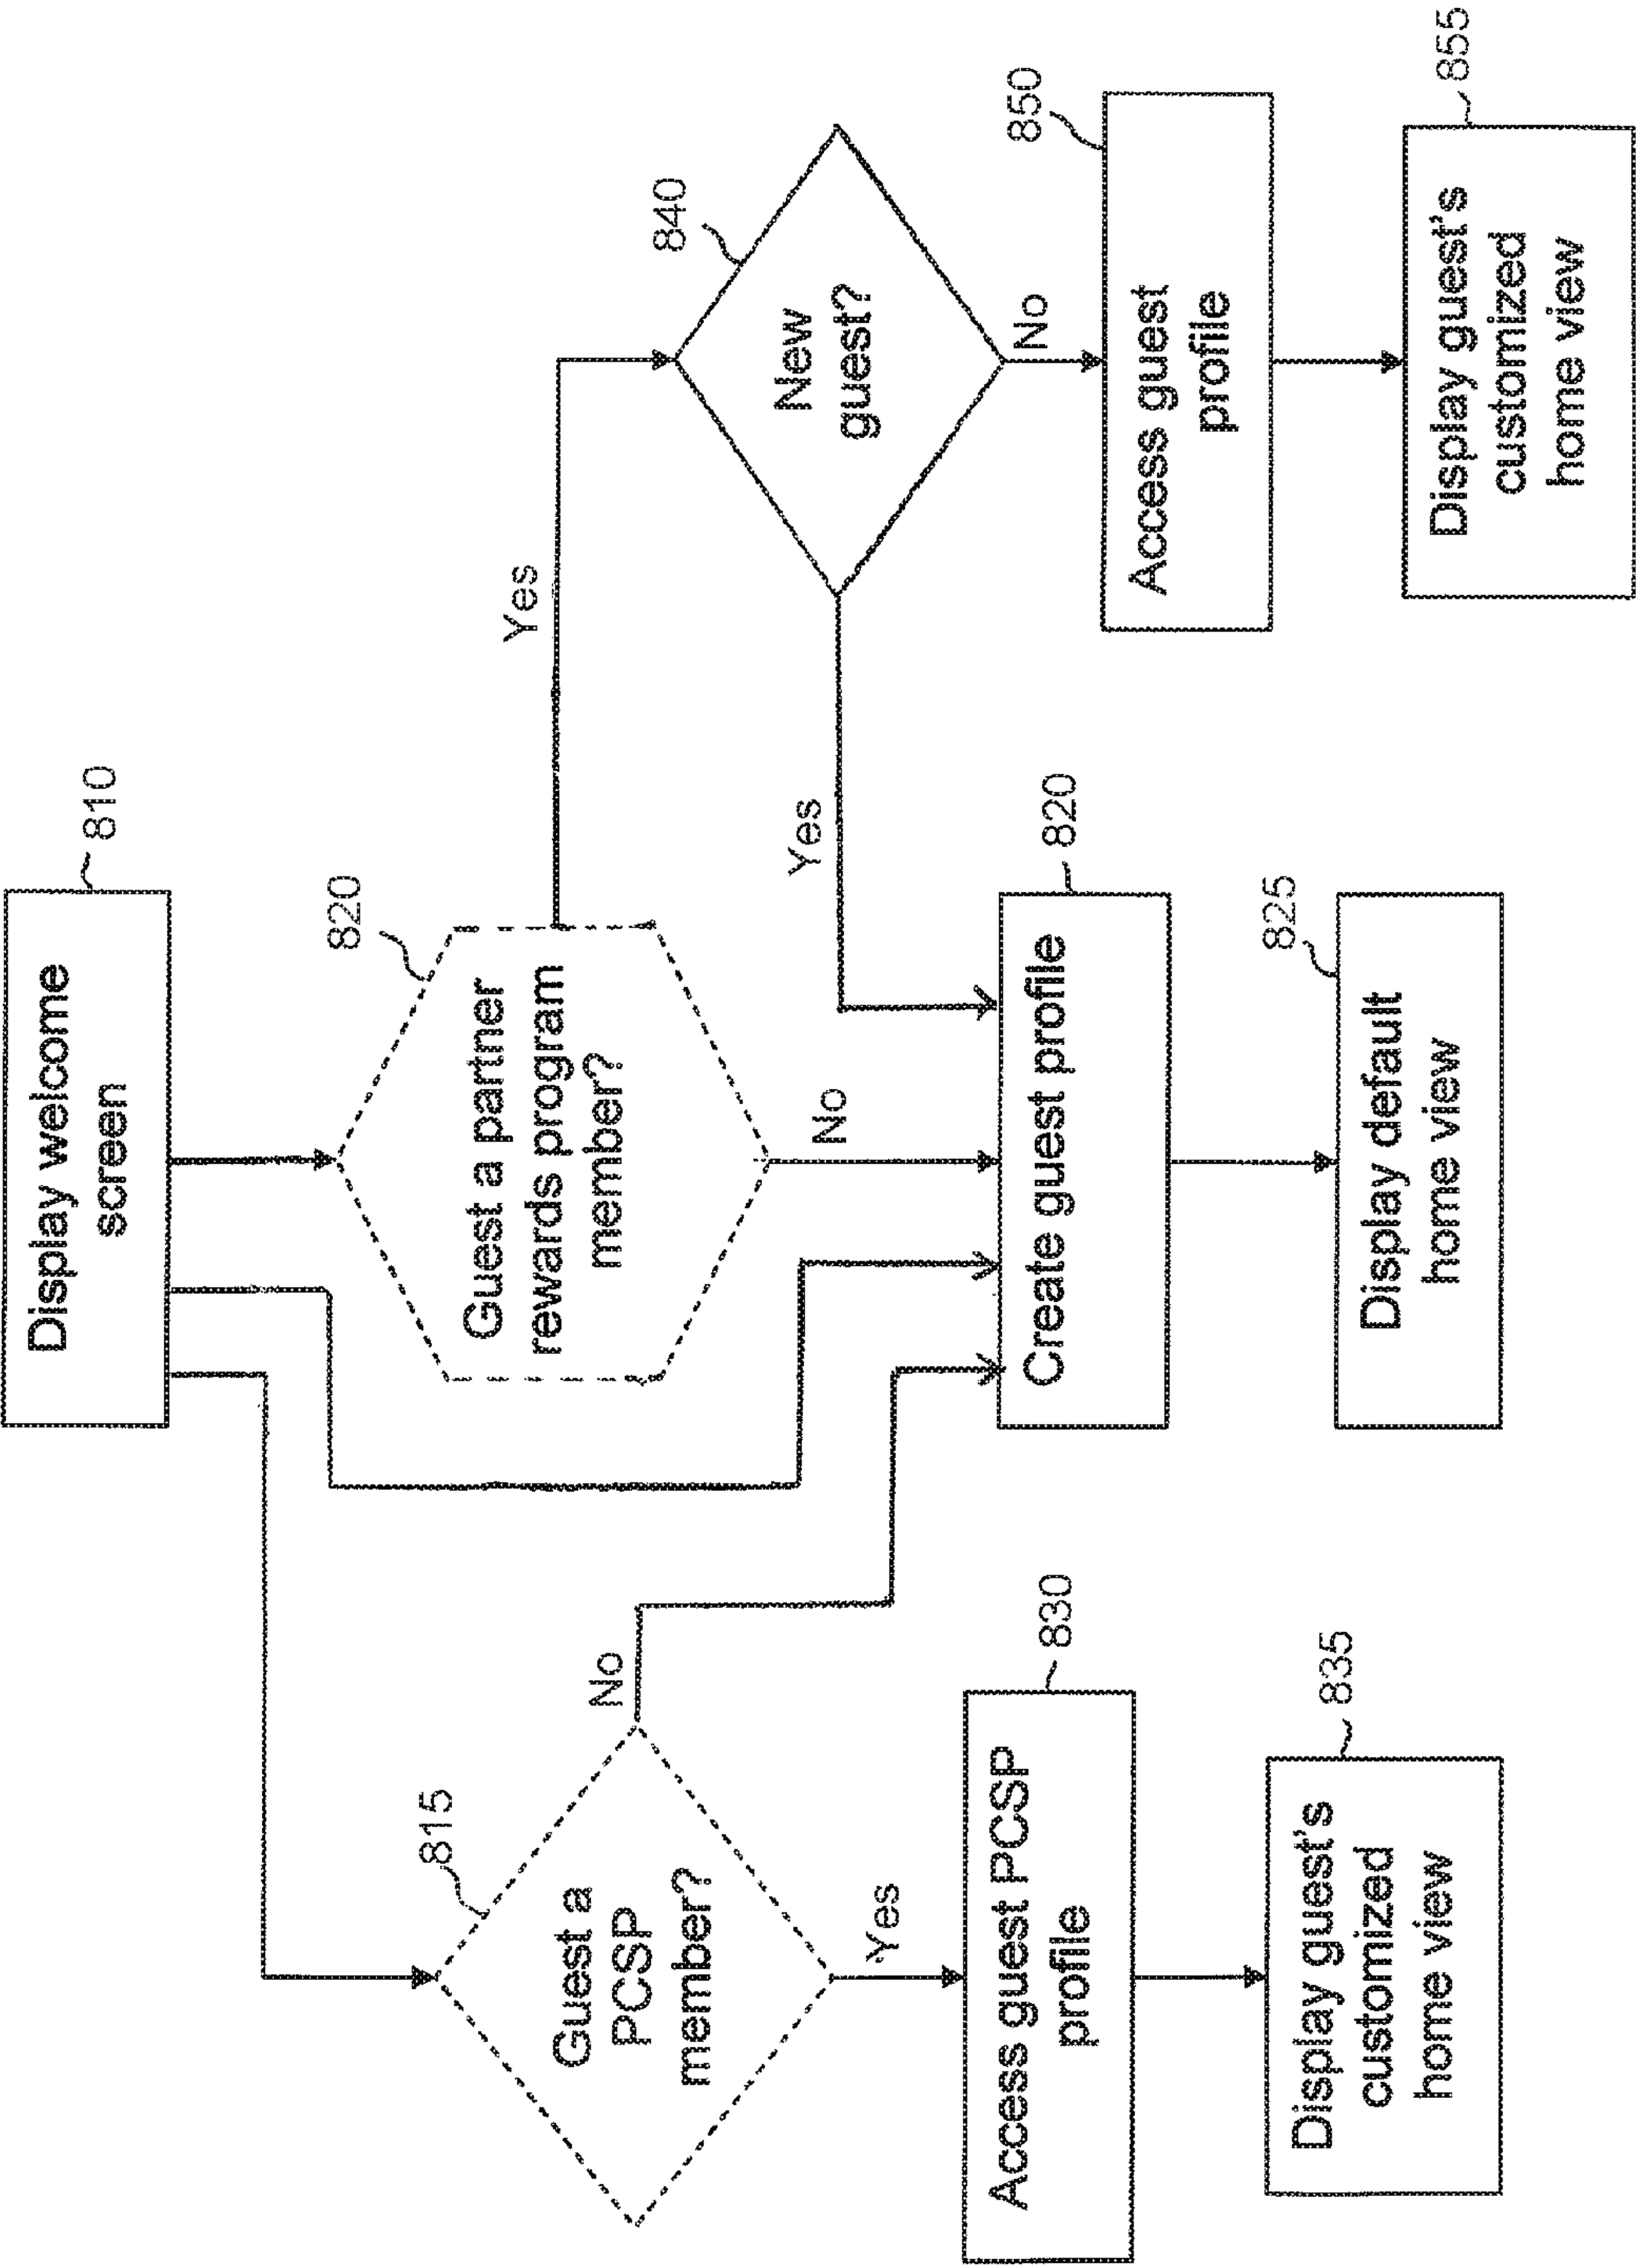 Display welcome
screen
810
Guest a
PCSP
member?
815
Guest a partner
rewards program
member?
820
New
guest?
840
No
Yes
No
Yes
Yes
No
Access guest PCSP
profile
830
Create guest profile
820
Access guest
profile
850
Display guest's
customized
home view
835
Display default
home view
825
Display guest's
customized
home view
855